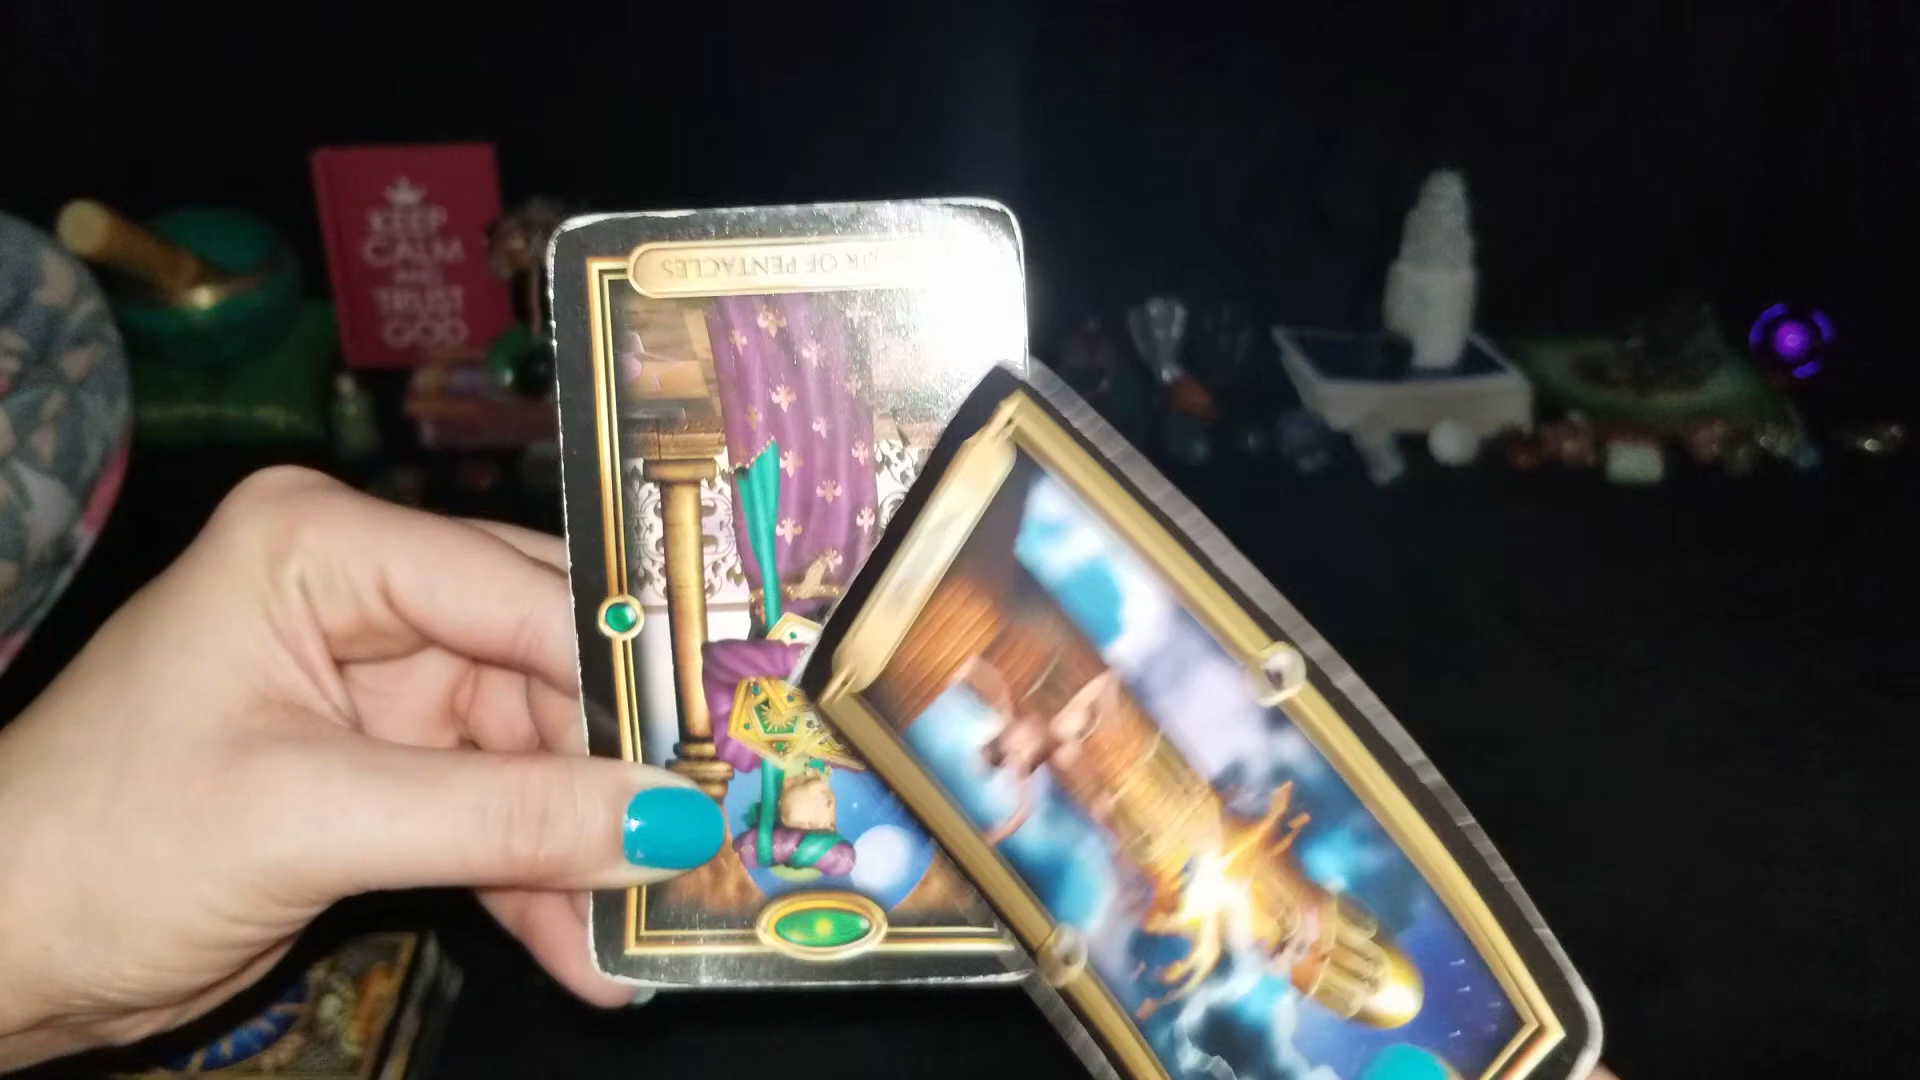 KEEP
CALM
AND
TRUST
GOD
OF PENTACLES